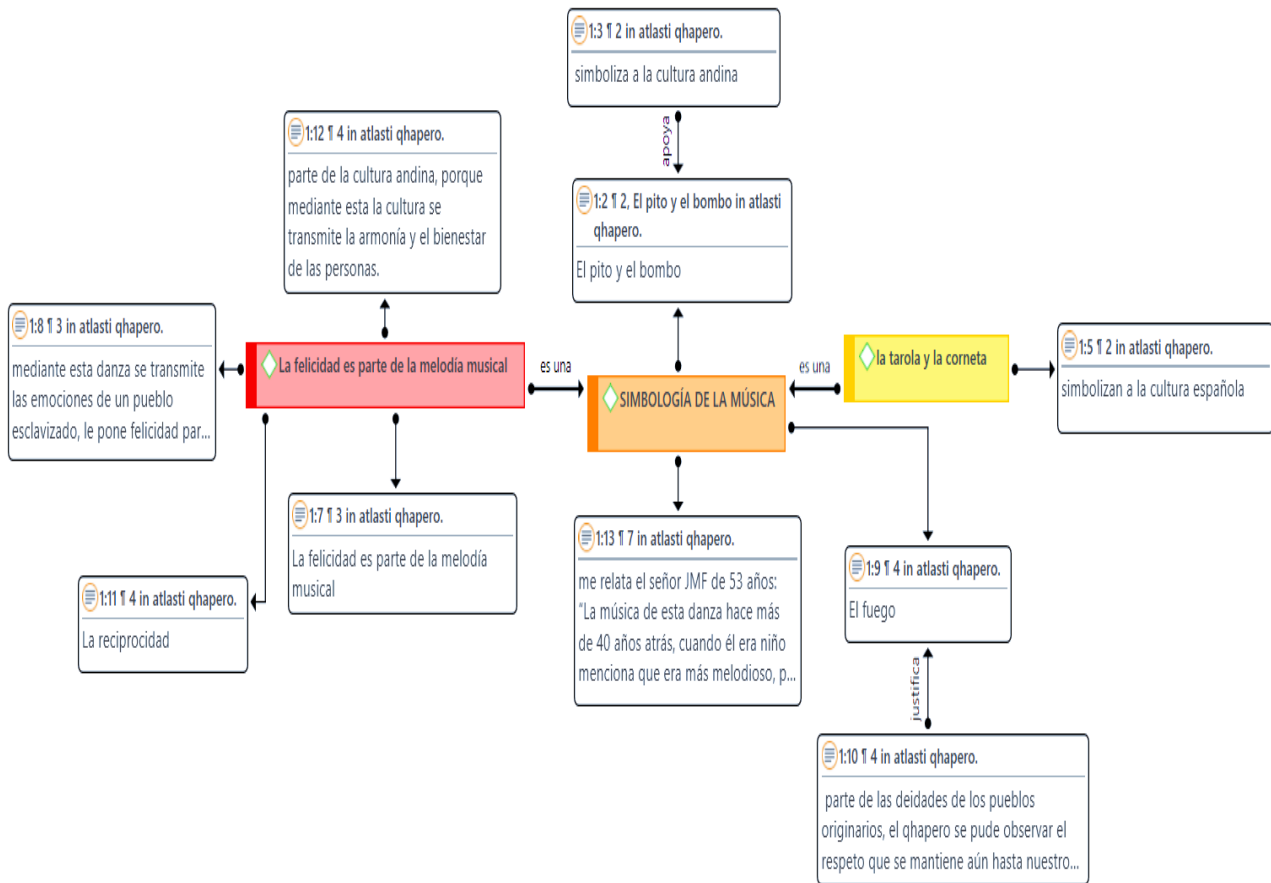 1:3 ¶ 2 in atlasti qhapero.
simboliza a la cultura andina
apoya
1:12 ¶ 4 in atlasti qhapero.
parte de la cultura andina, porque
mediante esta la cultura se
transmite la armonía y el bienestar
de las personas.
1:2 ¶ 2, El pito y el bombo in atlasti
qhapero.
El pito y el bombo
1:8 ¶ 3 in atlasti qhapero.
mediante esta danza se transmite
las emociones de un pueblo
esclavizado, le pone felicidad par...
La felicidad es parte de la melodía musical
es una
SIMBOLOGÍA DE LA MÚSICA
es una
la tarola y la corneta
1:5 ¶ 2 in atlasti qhapero.
simbolizan a la cultura española
1:7 ¶ 3 in atlasti qhapero.
La felicidad es parte de la melodía
musical
1:11 ¶ 4 in atlasti qhapero.
La reciprocidad
1:13 ¶ 7 in atlasti qhapero.
me relata el señor JMF de 53 años:
“La música de esta danza hace más
de 40 años atrás, cuando él era niño
menciona que era más melodioso, p...
1:9 ¶ 4 in atlasti qhapero.
El fuego
justifica
1:10 ¶ 4 in atlasti qhapero.
parte de las deidades de los pueblos
originarios, el qhapero se pude observar el
respeto que se mantiene aún hasta nuestro...